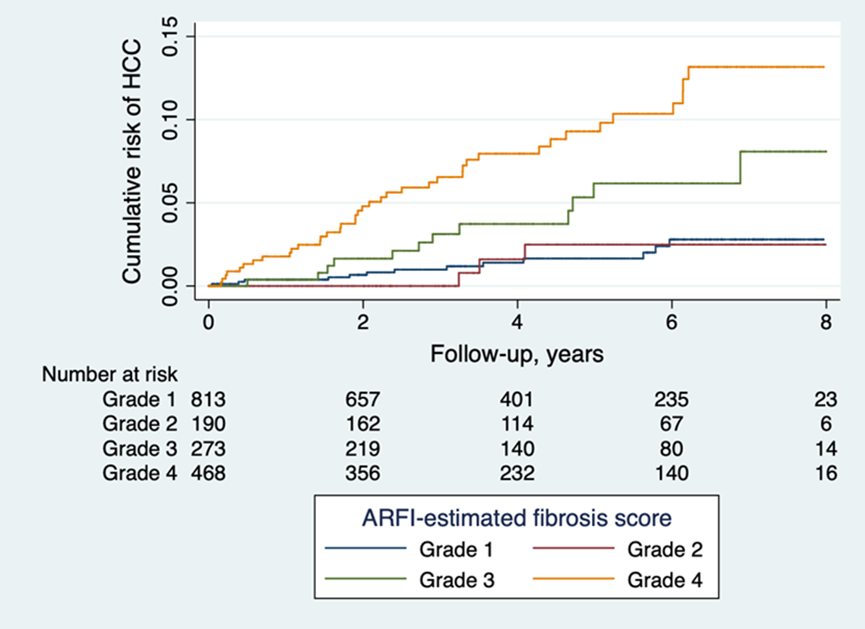 Cumulative risk of HCC
0.15
0.10
0.05
0.00
0 2 4 6 8
Follow-up, years
Number at risk
Grade 1 813 657 401 235 23
Grade 2 190 162 114 67 6
Grade 3 273 219 140 80 14
Grade 4 468 356 232 140 16
ARFI-estimated fibrosis score
Grade 1 Grade 2
Grade 3 Grade 4